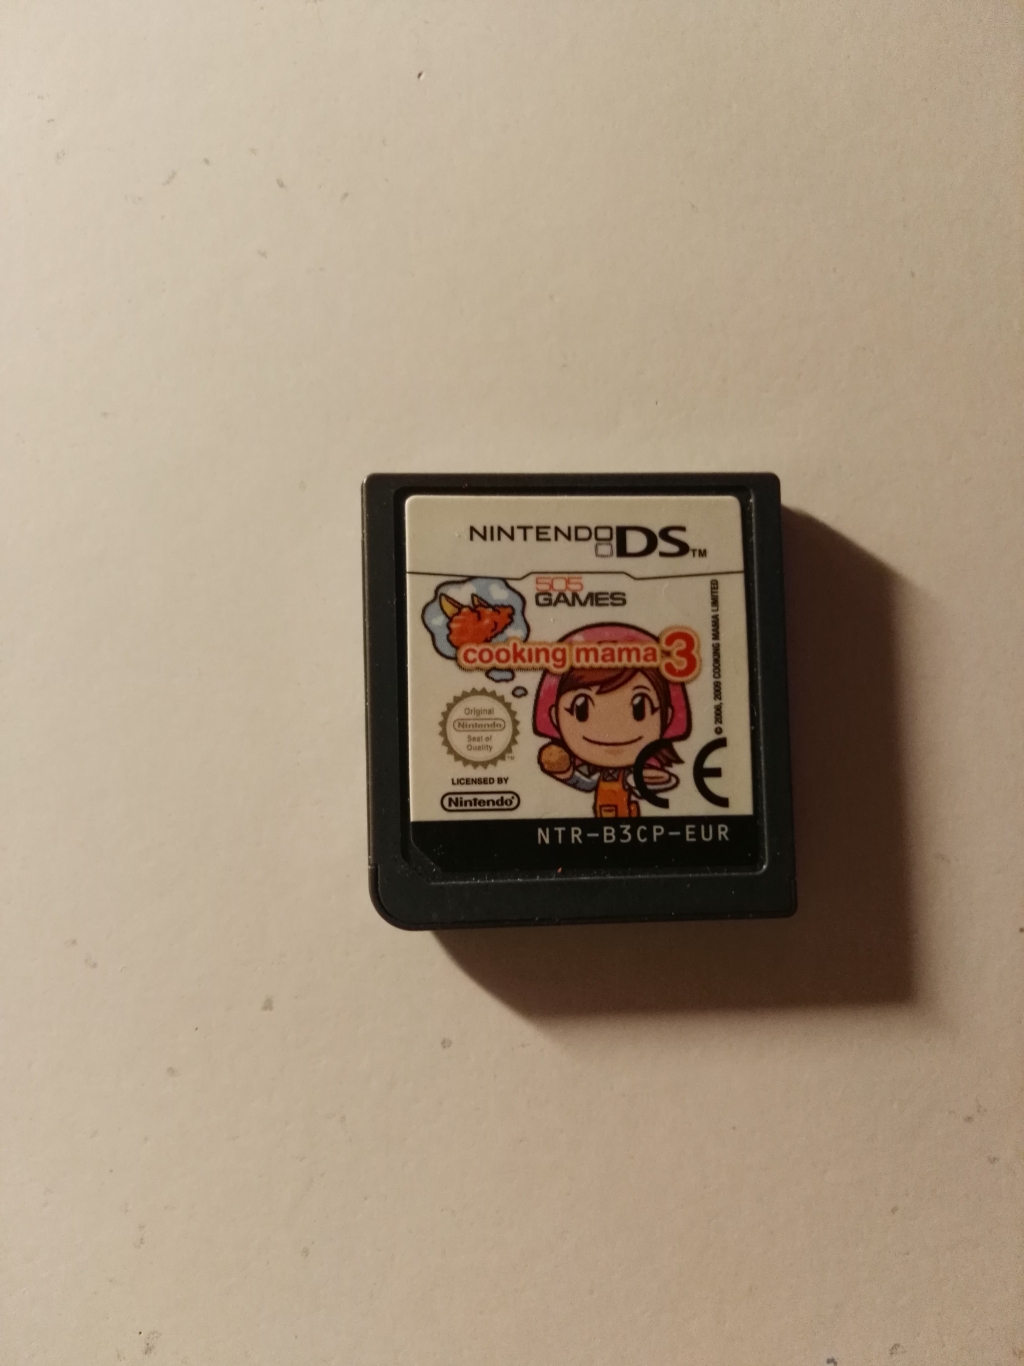 NINTENDO DS™
505
GAMES
cooking mama 3
© 2006, 2009 COOKING MAMA LIMITED
Original
Nintendo
Seal of
Quality
™
LICENSED BY
Nintendo®
CE
NTR-B3CP-EUR